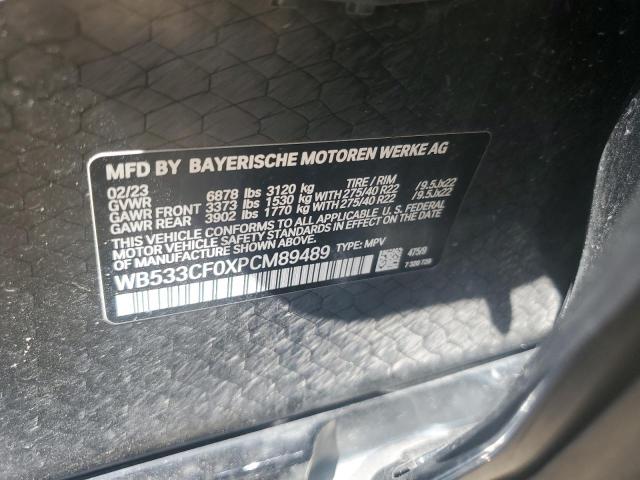 MFD BY BAYERISCHE MOTOREN WERKE AG
02/23 TIRE / RIM
GVWR 6878 lbs 3120 kg
GAWR FRONT 3373 lbs 1530 kg WITH 275/40 R22 /9.5Jx22
GAWR REAR 3902 lbs 1770 kg WITH 275/40 R22 /9.5Jx22
THIS VEHICLE CONFORMS TO ALL APPLICABLE U.S. FEDERAL
MOTOR VEHICLE SAFETY STANDARDS IN EFFECT ON THE DATE
OF MANUFACTURE SHOWN ABOVE.
WB533CF0XPCM89489 TYPE: MPV